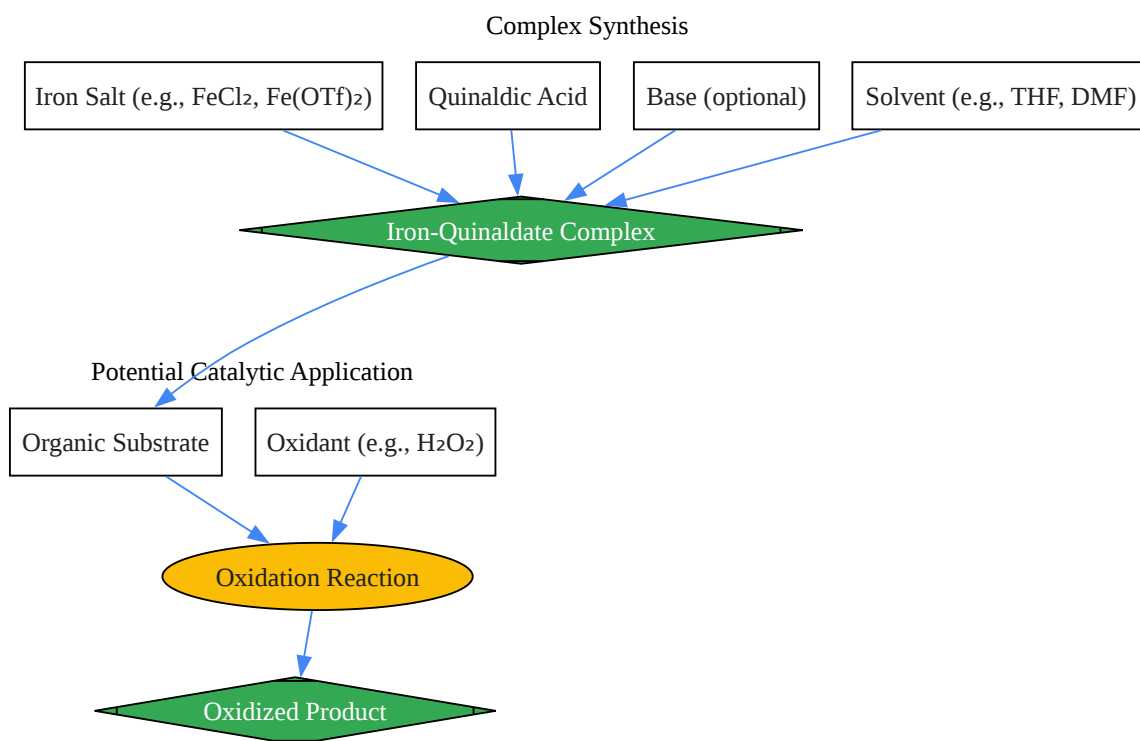 Complex Synthesis
Iron Salt (e.g., FeCl₂, Fe(OTf)₂)
Quinaldic Acid
Base (optional)
Solvent (e.g., THF, DMF)
Iron-Quinaldate Complex
Potential Catalytic Application
Organic Substrate
Oxidant (e.g., H₂O₂)
Oxidation Reaction
Oxidized Product